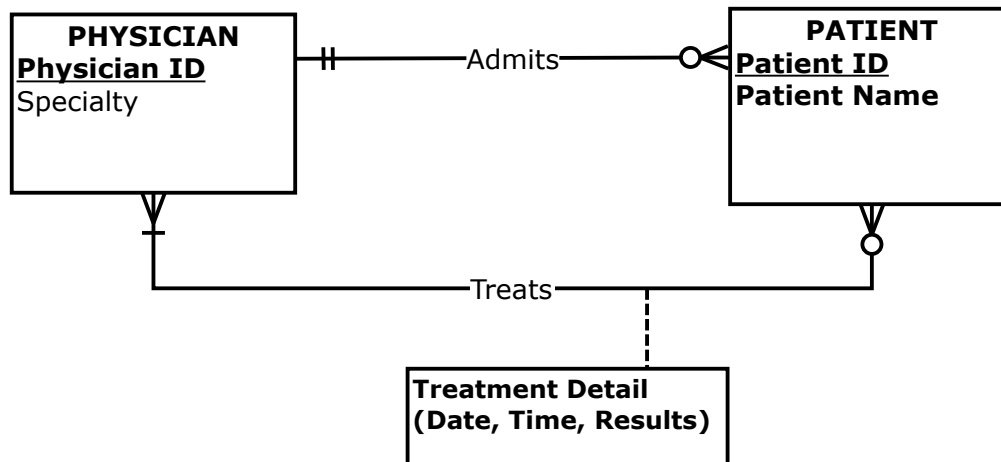 PHYSICIAN
Physician ID
Specialty
Admits
PATIENT
Patient ID
Patient Name
Treats
Treatment Detail
(Date, Time, Results)